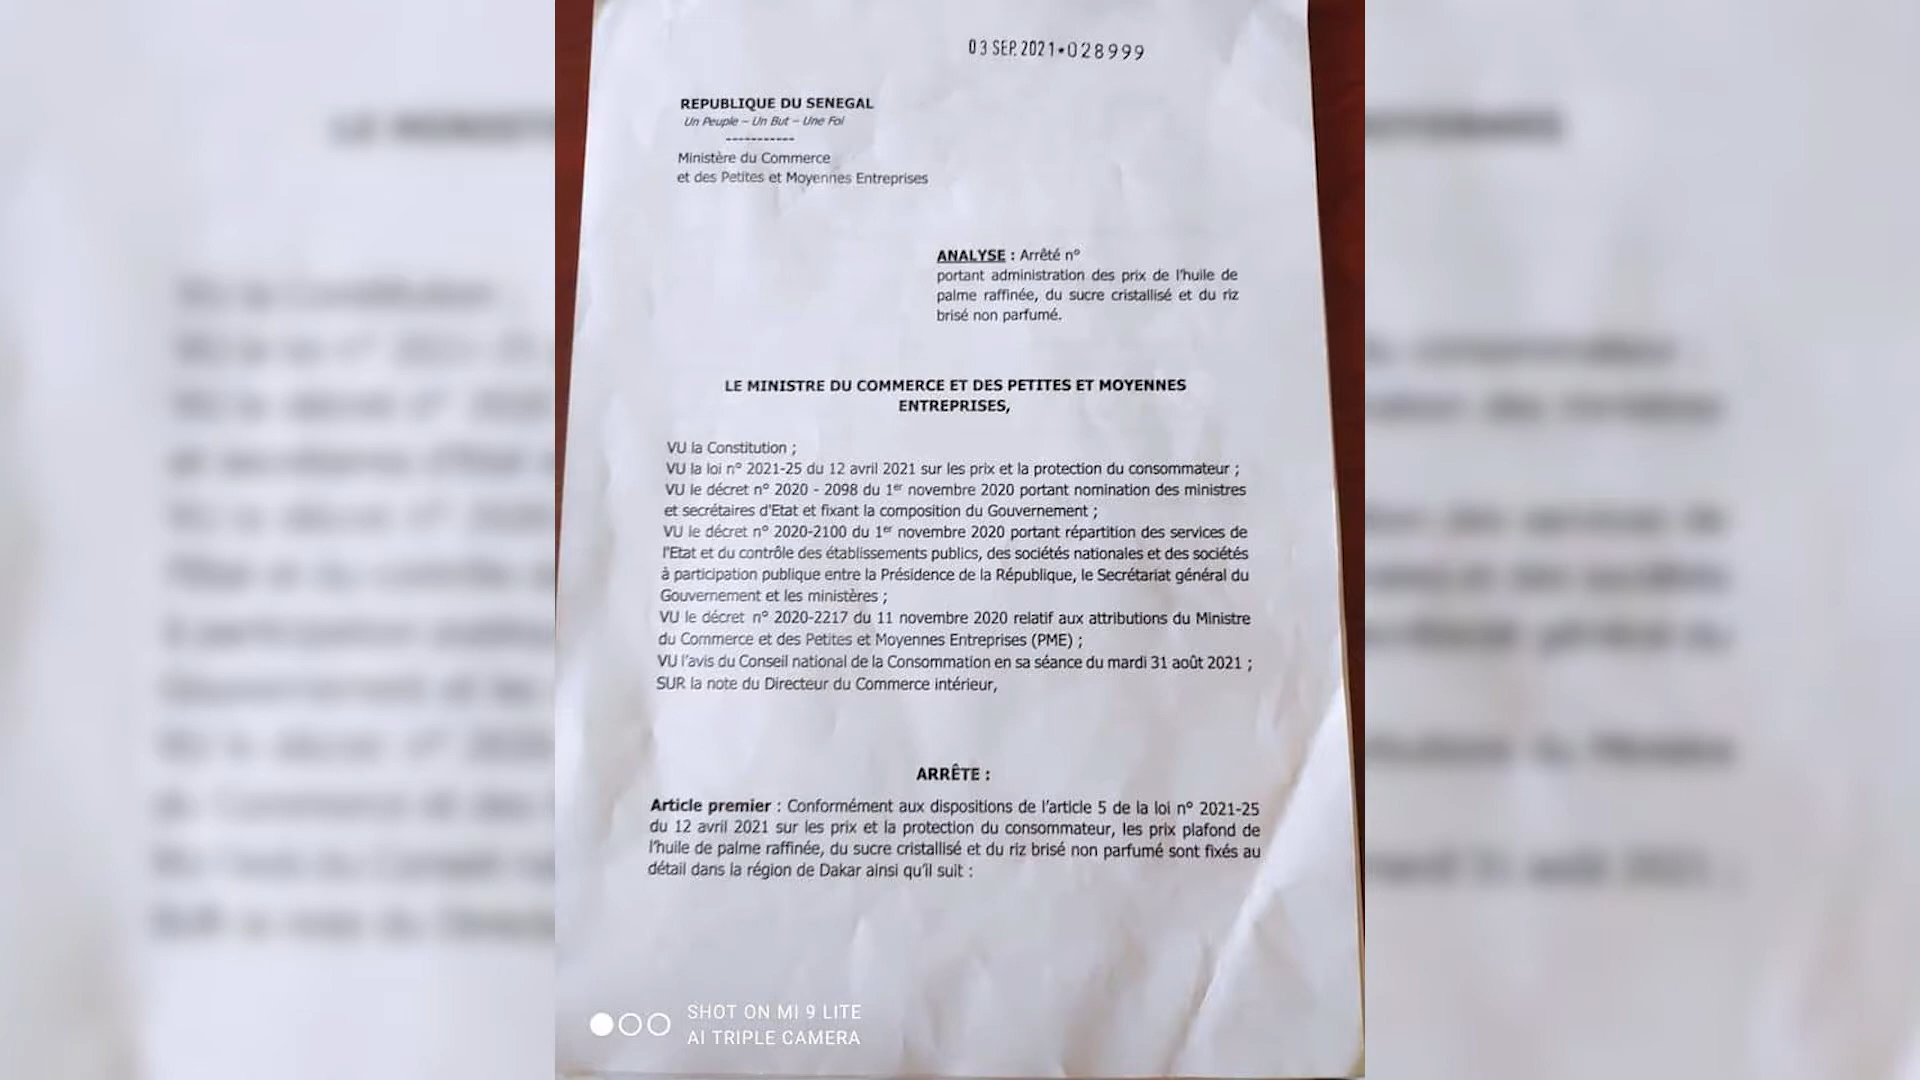 03 SEP. 2021*028999
REPUBLIQUE DU SENEGAL
Un Peuple – Un But – Une Foi
-----------
Ministère du Commerce
et des Petites et Moyennes Entreprises
ANALYSE : Arrêté n°
portant administration des prix de l'huile de
palme raffinée, du sucre cristallisé et du riz
brisé non parfumé.
LE MINISTRE DU COMMERCE ET DES PETITES ET MOYENNES
ENTREPRISES,
VU la Constitution ;
VU la loi n° 2021-25 du 12 avril 2021 sur les prix et la protection du consommateur ;
VU le décret n° 2020 - 2098 du 1er novembre 2020 portant nomination des ministres
et secrétaires d'Etat et fixant la composition du Gouvernement ;
VU le décret n° 2020-2100 du 1er novembre 2020 portant répartition des services de
l'Etat et du contrôle des établissements publics, des sociétés nationales et des sociétés
à participation publique entre la Présidence de la République, le Secrétariat général du
Gouvernement et les ministères ;
VU le décret n° 2020-2217 du 11 novembre 2020 relatif aux attributions du Ministre
du Commerce et des Petites et Moyennes Entreprises (PME) ;
VU l'avis du Conseil national de la Consommation en sa séance du mardi 31 août 2021 ;
SUR la note du Directeur du Commerce intérieur,
ARRÊTE :
Article premier : Conformément aux dispositions de l'article 5 de la loi n° 2021-25
du 12 avril 2021 sur les prix et la protection du consommateur, les prix plafond de
l'huile de palme raffinée, du sucre cristallisé et du riz brisé non parfumé sont fixés au
détail dans la région de Dakar ainsi qu'il suit :
SHOT ON MI 9 LITE
AI TRIPLE CAMERA